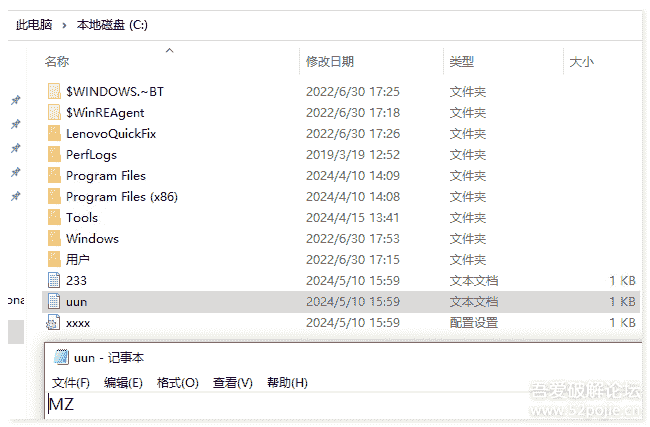 此电脑 › 本地磁盘 (C:)
名称 修改日期 类型 大小
$WINDOWS.~BT 2022/6/30 17:25 文件夹
$WinREAgent 2022/6/30 17:18 文件夹
LenovoQuickFix 2022/6/30 17:26 文件夹
PerfLogs 2019/3/19 12:52 文件夹
Program Files 2024/4/10 14:09 文件夹
Program Files (x86) 2024/4/10 14:08 文件夹
Tools 2024/4/15 13:41 文件夹
Windows 2022/6/30 17:53 文件夹
用户 2022/6/30 17:15 文件夹
233 2024/5/10 15:59 文本文档 1 KB
uun 2024/5/10 15:59 文本文档 1 KB
xxxx 2024/5/10 15:59 配置设置 1 KB
uun - 记事本
文件(F) 编辑(E) 格式(O) 查看(V) 帮助(H)
MZ
吾爱破解论坛
www.52pojie.cn